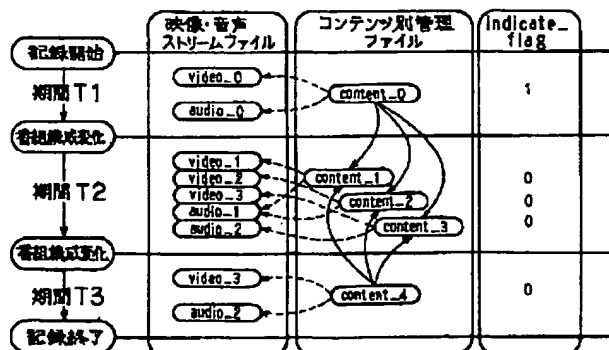 映像・音声
ストリームファイル
コンテンツ別管理
ファイル
indicate_
flag
記録開始
期間T1
番組構成変化
期間T2
番組構成変化
期間T3
記録終了
video_0
audio_0
video_1
video_2
video_3
audio_1
audio_2
video_3
audio_2
content_0
content_1
content_2
content_3
content_4
1
0
0
0
0